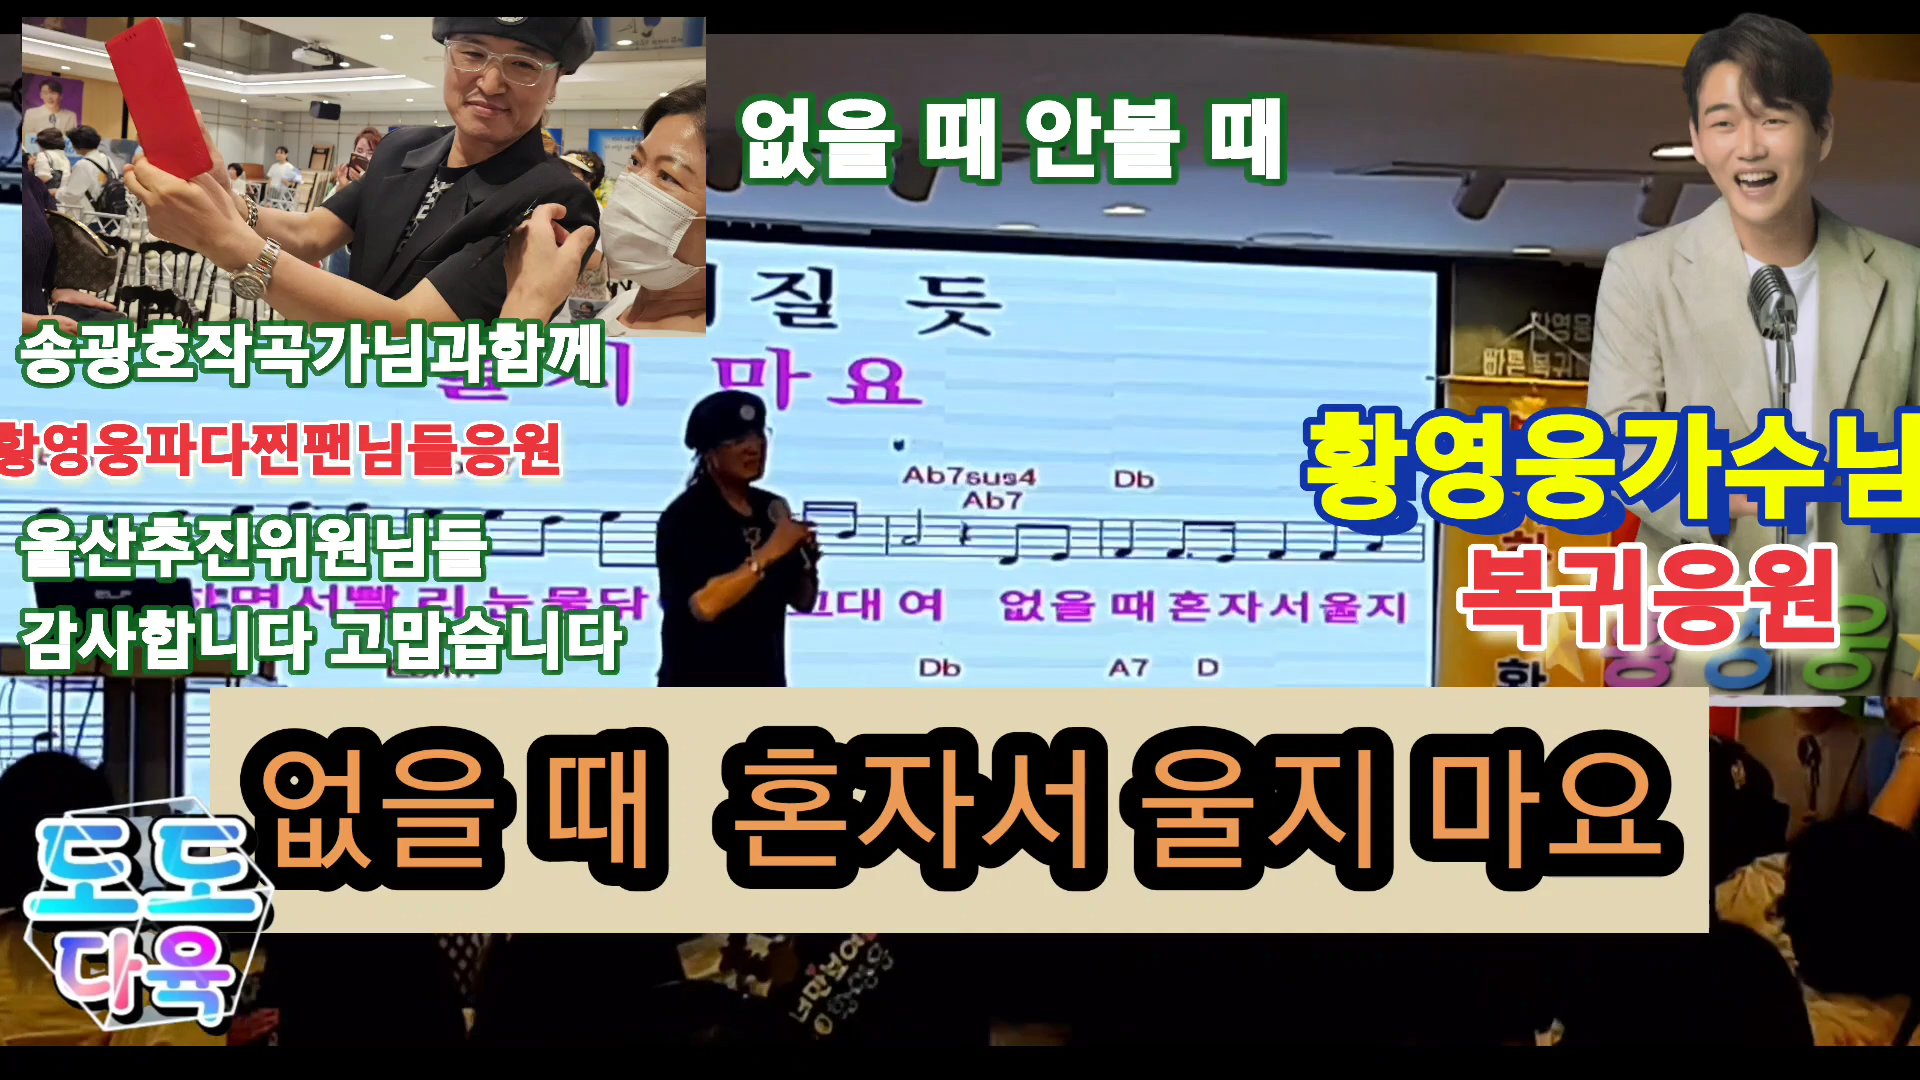 없을 때 안볼 때
질 듯
송광호작곡가님과함께
마요
황영웅가수님
황영웅파다찐팬님들응원
Ab7sus4 Db
Ab7
울산추진위원님들
복귀응원
그대 여 없을 때 혼자서울지
감사합니다 고맙습니다
Db A7 D
없을 때 혼자서 울지 마요
토토
다육